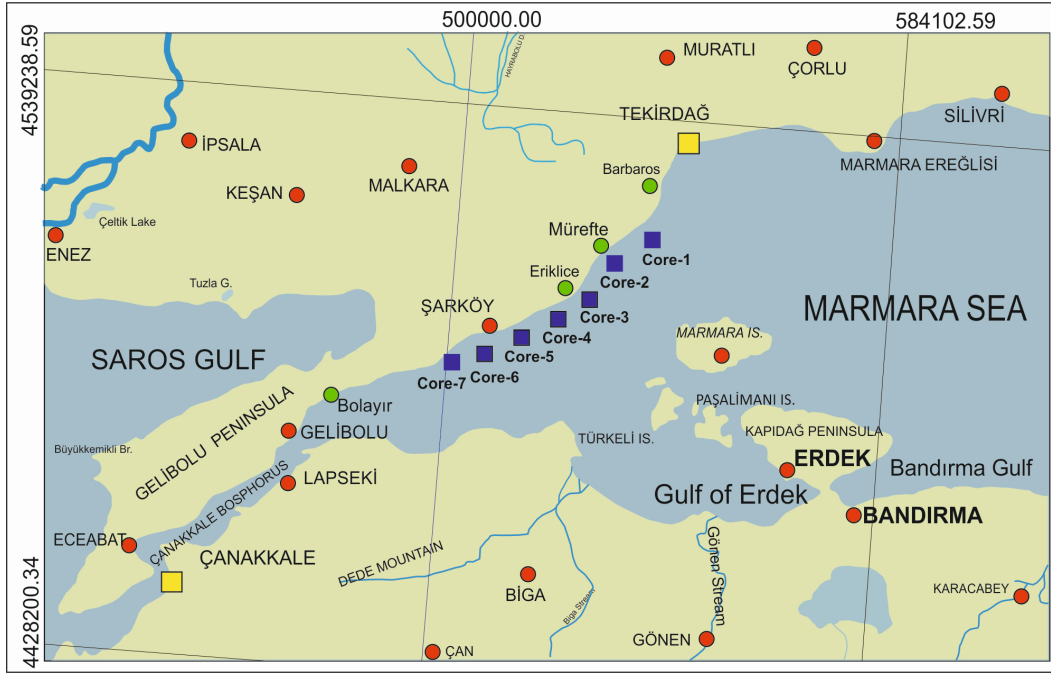 500000.00
584102.59
4539238.59
4428200.34
HAYRABOLU D.
MURATLI
ÇORLU
SİLİVRİ
TEKİRDAĞ
İPSALA
MARMARA EREĞLİSİ
MALKARA
KEŞAN
Barbaros
Çeltik Lake
ENEZ
Mürefte
Core-1
Eriklice
Core-2
Tuzla G.
ŞARKÖY
Core-3
MARMARA SEA
MARMARA IS.
Core-4
SAROS GULF
Core-5
Core-6
Core-7
PAŞALİMANI IS.
Bolayır
GELİBOLU PENINSULA
GELİBOLU
TÜRKELİ IS.
KAPIDAĞ PENINSULA
Büyükkemikli Br.
ERDEK
Bandırma Gulf
LAPSEKİ
Gulf of Erdek
ÇANAKKALE BOSPHORUS
BANDIRMA
ECEABAT
ÇANAKKALE
DEDE MOUNTAIN
Gönen Stream
BİGA
Biga Stream
KARACABEY
GÖNEN
ÇAN